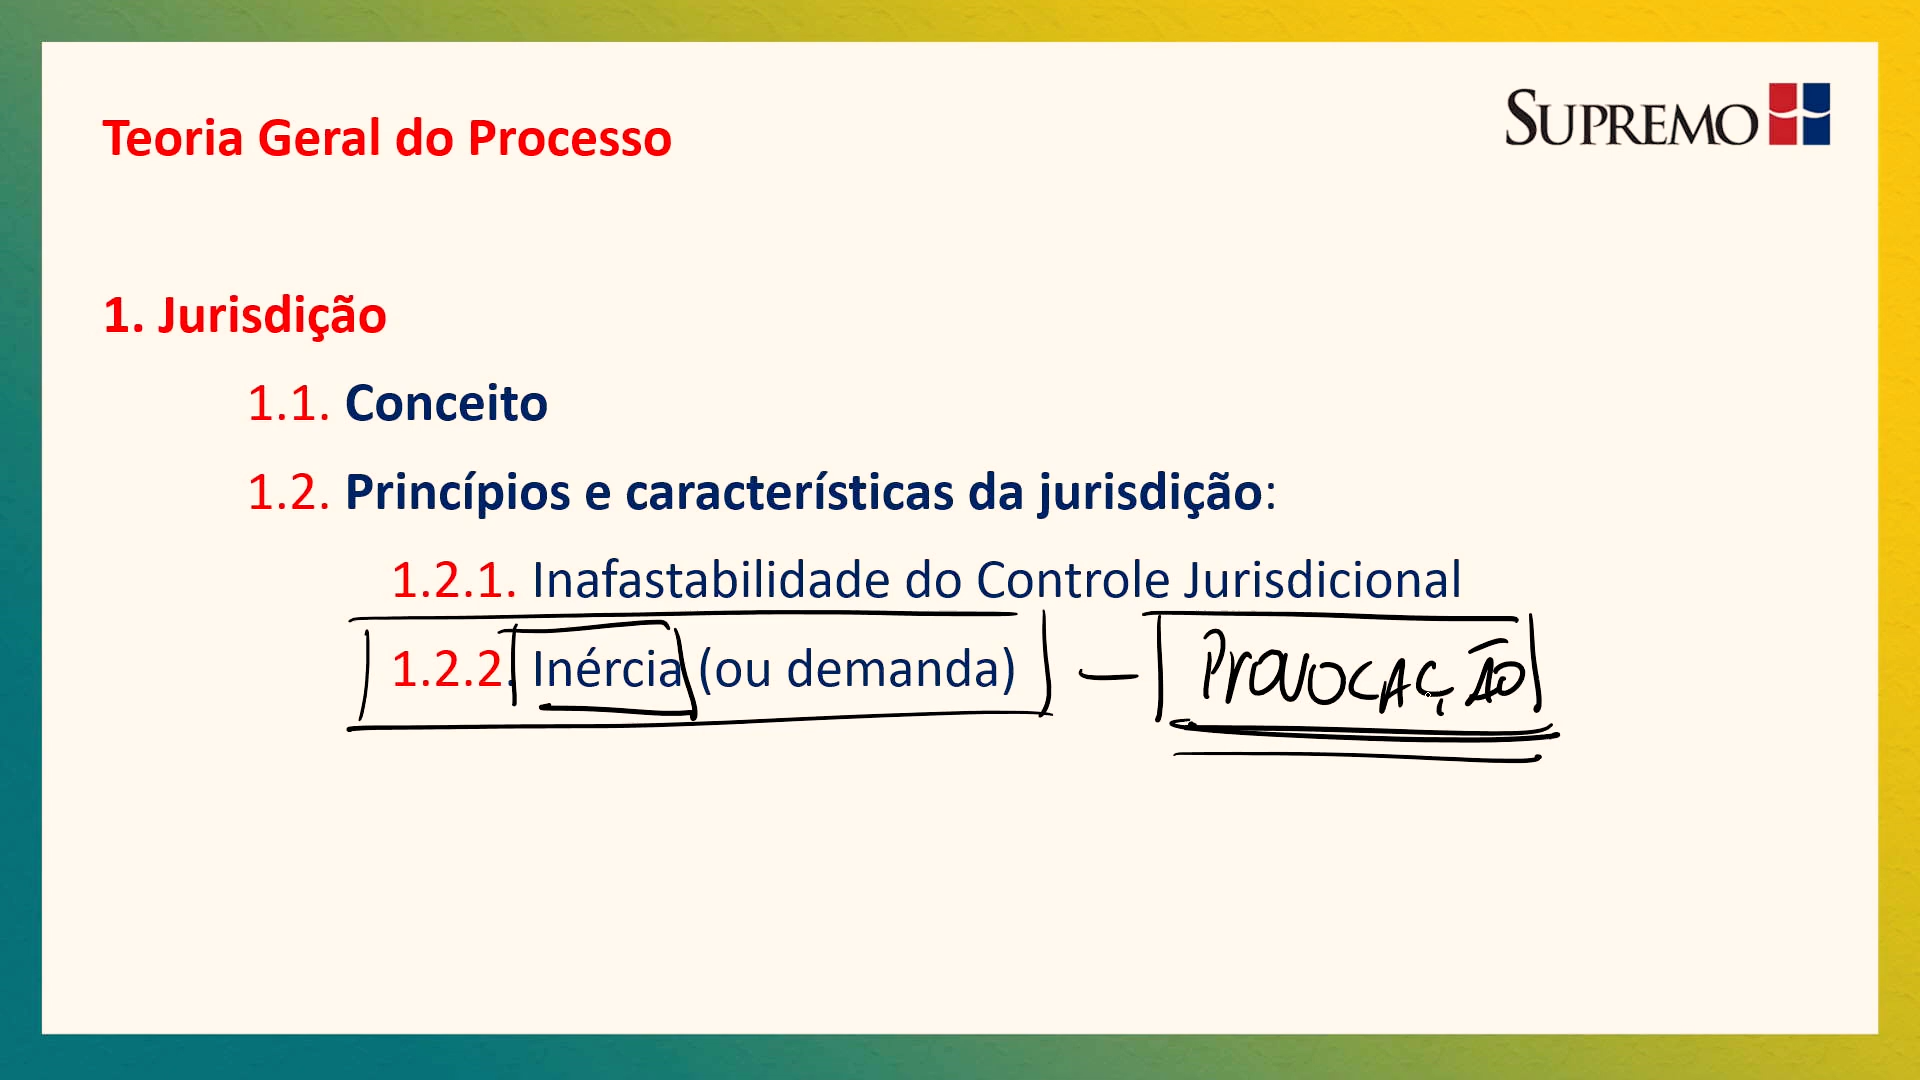 SUPREMO
Teoria Geral do Processo
1. Jurisdição
1.1. Conceito
1.2. Princípios e características da jurisdição:
1.2.1. Inafastabilidade do Controle Jurisdicional
1.2.2. Inércia (ou demanda) — PROVOCAÇÃO